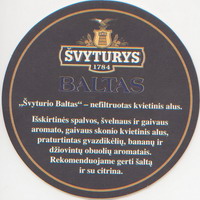 ŠVYTURYS
1784
BALTAS
„Švyturio Baltas“ – nefiltruotas kvietinis alus.
Išskirtinės spalvos, švelnaus ir gaivaus
aromato, gaivaus skonio kvietinis alus,
praturtintas gvazdikėlių, bananų ir
džiovintų obuolių aromatais.
Rekomenduojame gerti šaltą
ir su citrina.